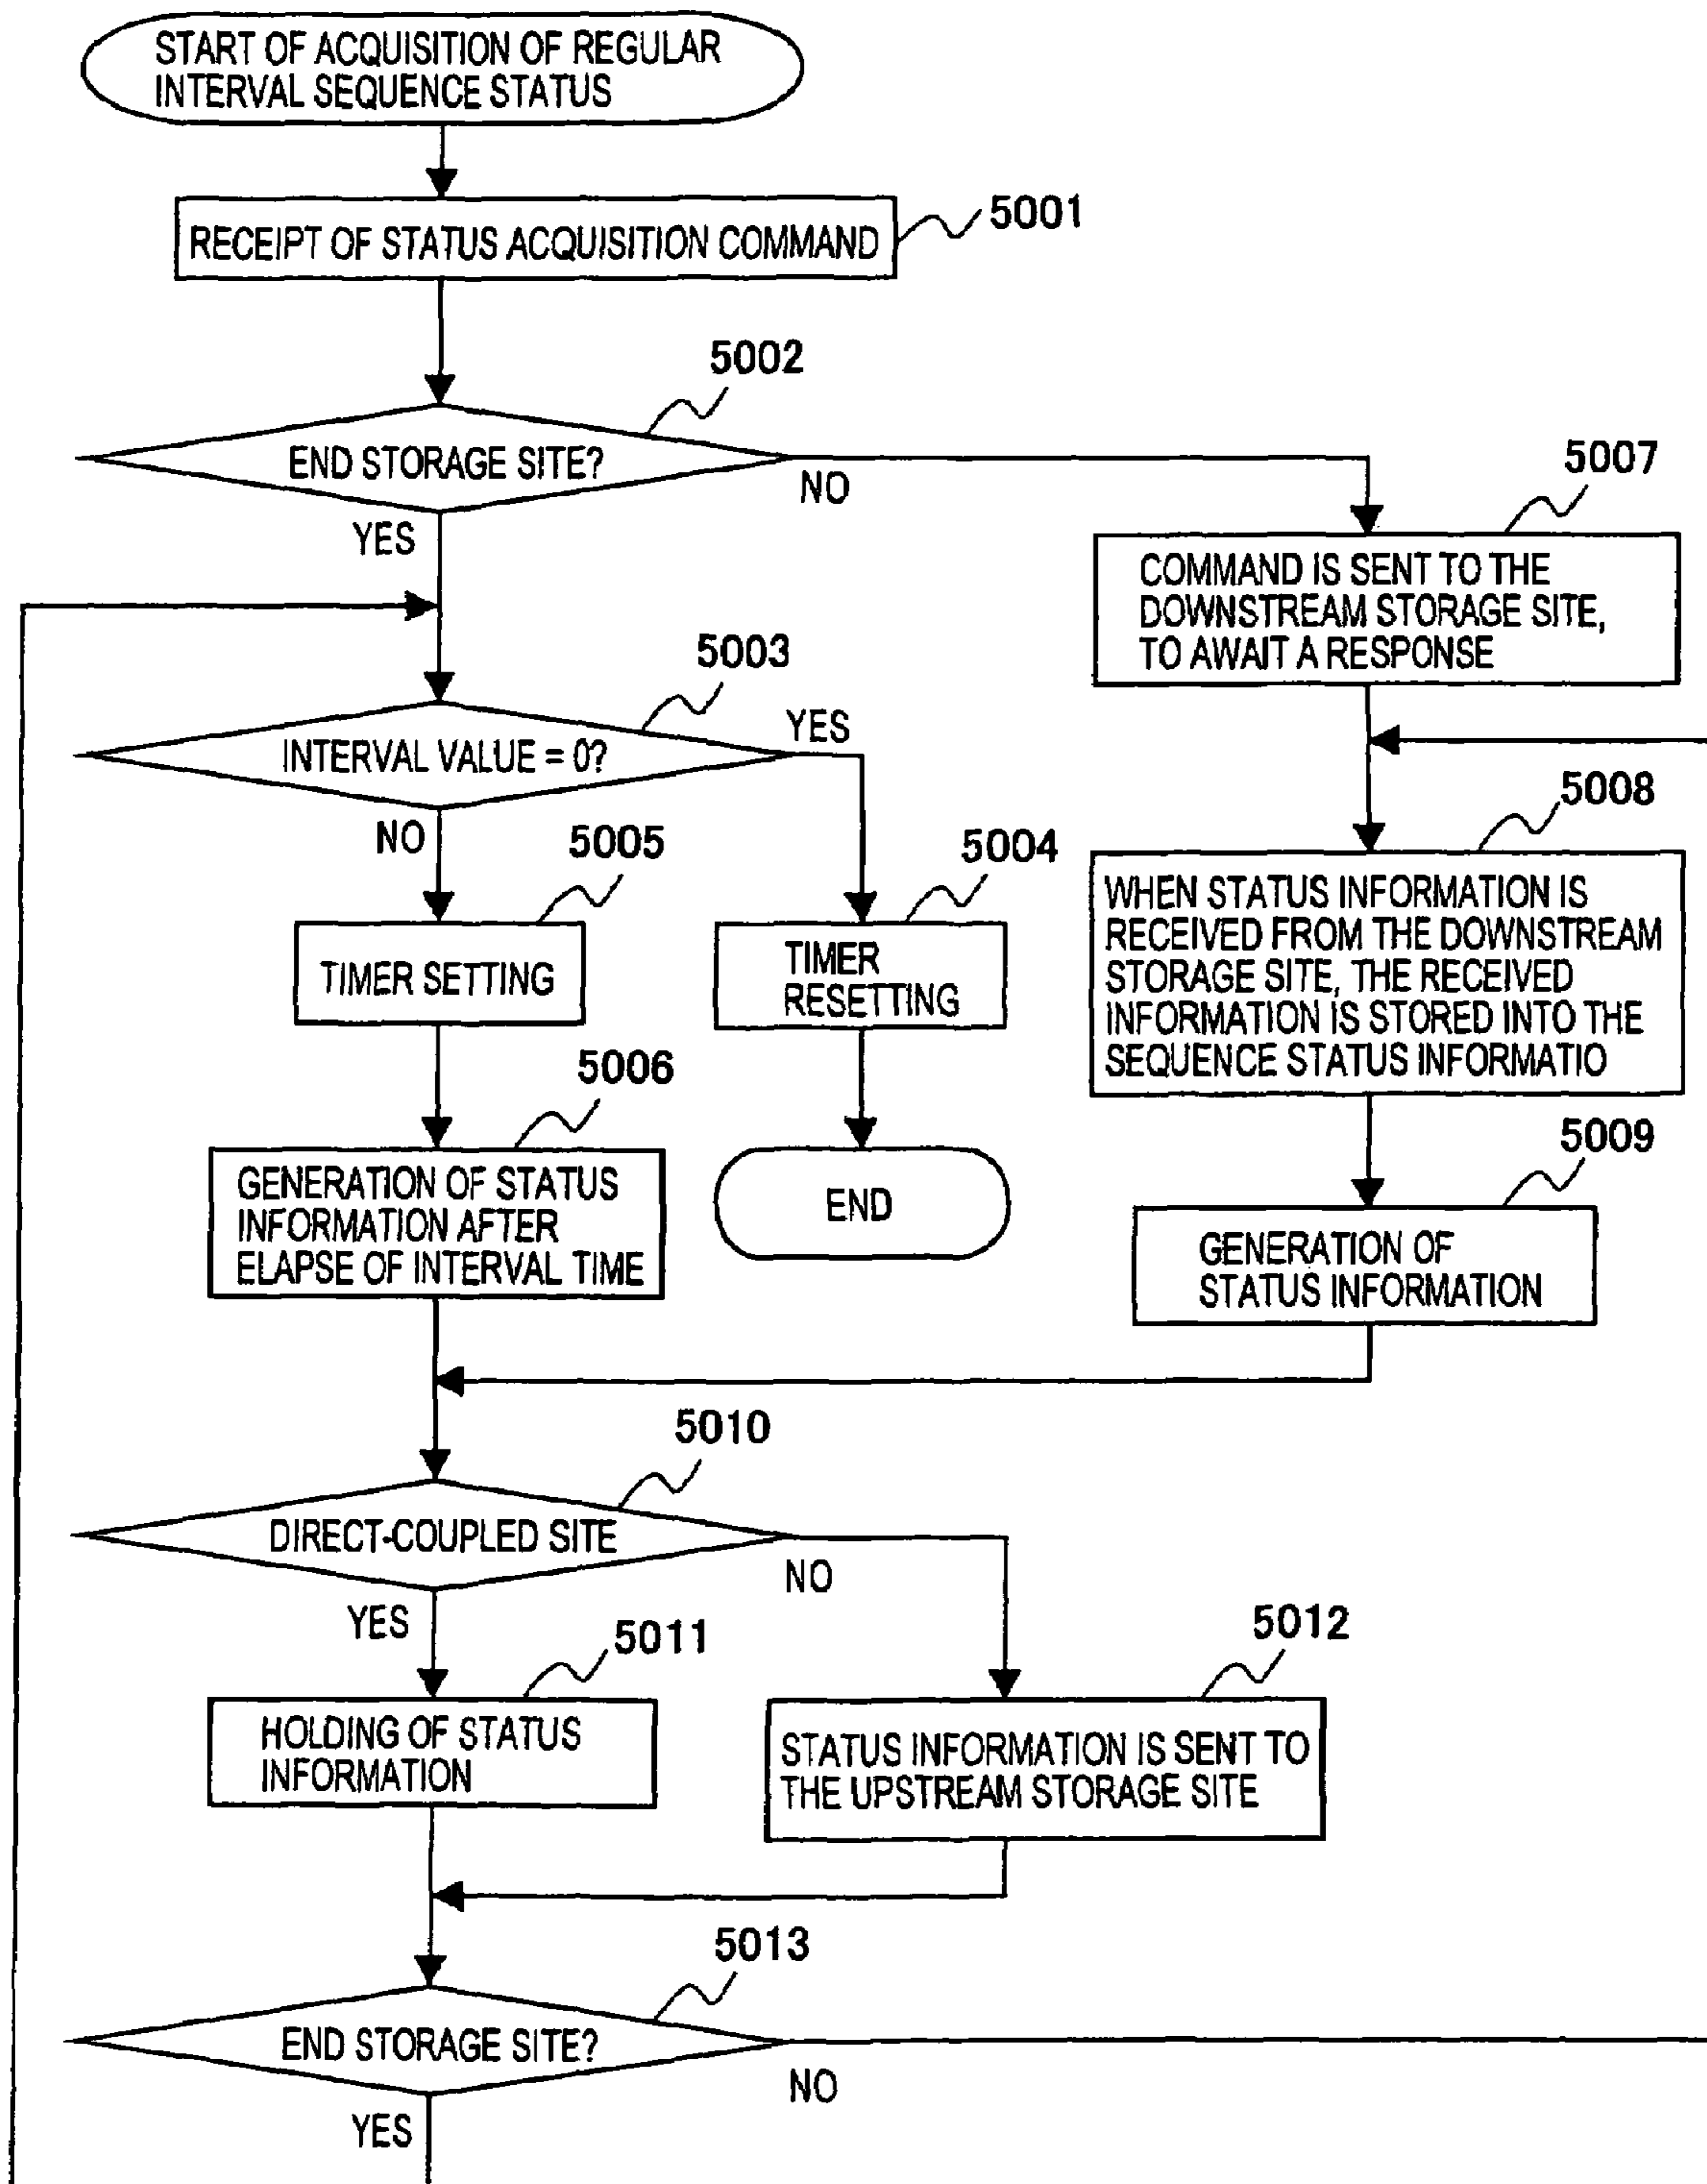 START OF ACQUISITION OF REGULAR
INTERVAL SEQUENCE STATUS
RECEIPT OF STATUS ACQUISITION COMMAND
5001
5002
END STORAGE SITE?
NO
YES
5007
COMMAND IS SENT TO THE
DOWNSTREAM STORAGE SITE,
TO AWAIT A RESPONSE
5003
INTERVAL VALUE = 0?
YES
NO
5005
TIMER SETTING
5004
TIMER
RESETTING
5008
WHEN STATUS INFORMATION IS
RECEIVED FROM THE DOWNSTREAM
STORAGE SITE, THE RECEIVED
INFORMATION IS STORED INTO THE
SEQUENCE STATUS INFORMATIO
5006
GENERATION OF STATUS
INFORMATION AFTER
ELAPSE OF INTERVAL TIME
END
5009
GENERATION OF
STATUS INFORMATION
5010
DIRECT-COUPLED SITE
NO
YES
5011
HOLDING OF STATUS
INFORMATION
5012
STATUS INFORMATION IS SENT TO
THE UPSTREAM STORAGE SITE
5013
END STORAGE SITE?
NO
YES